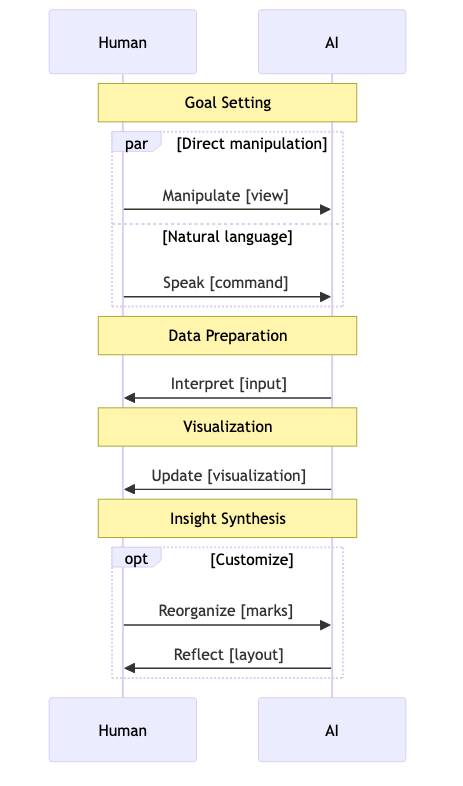 Human AI
Goal Setting
par [Direct manipulation]
Manipulate [view]
[Natural language]
Speak [command]
Data Preparation
Interpret [input]
Visualization
Update [visualization]
Insight Synthesis
opt [Customize]
Reorganize [marks]
Reflect [layout]
Human AI